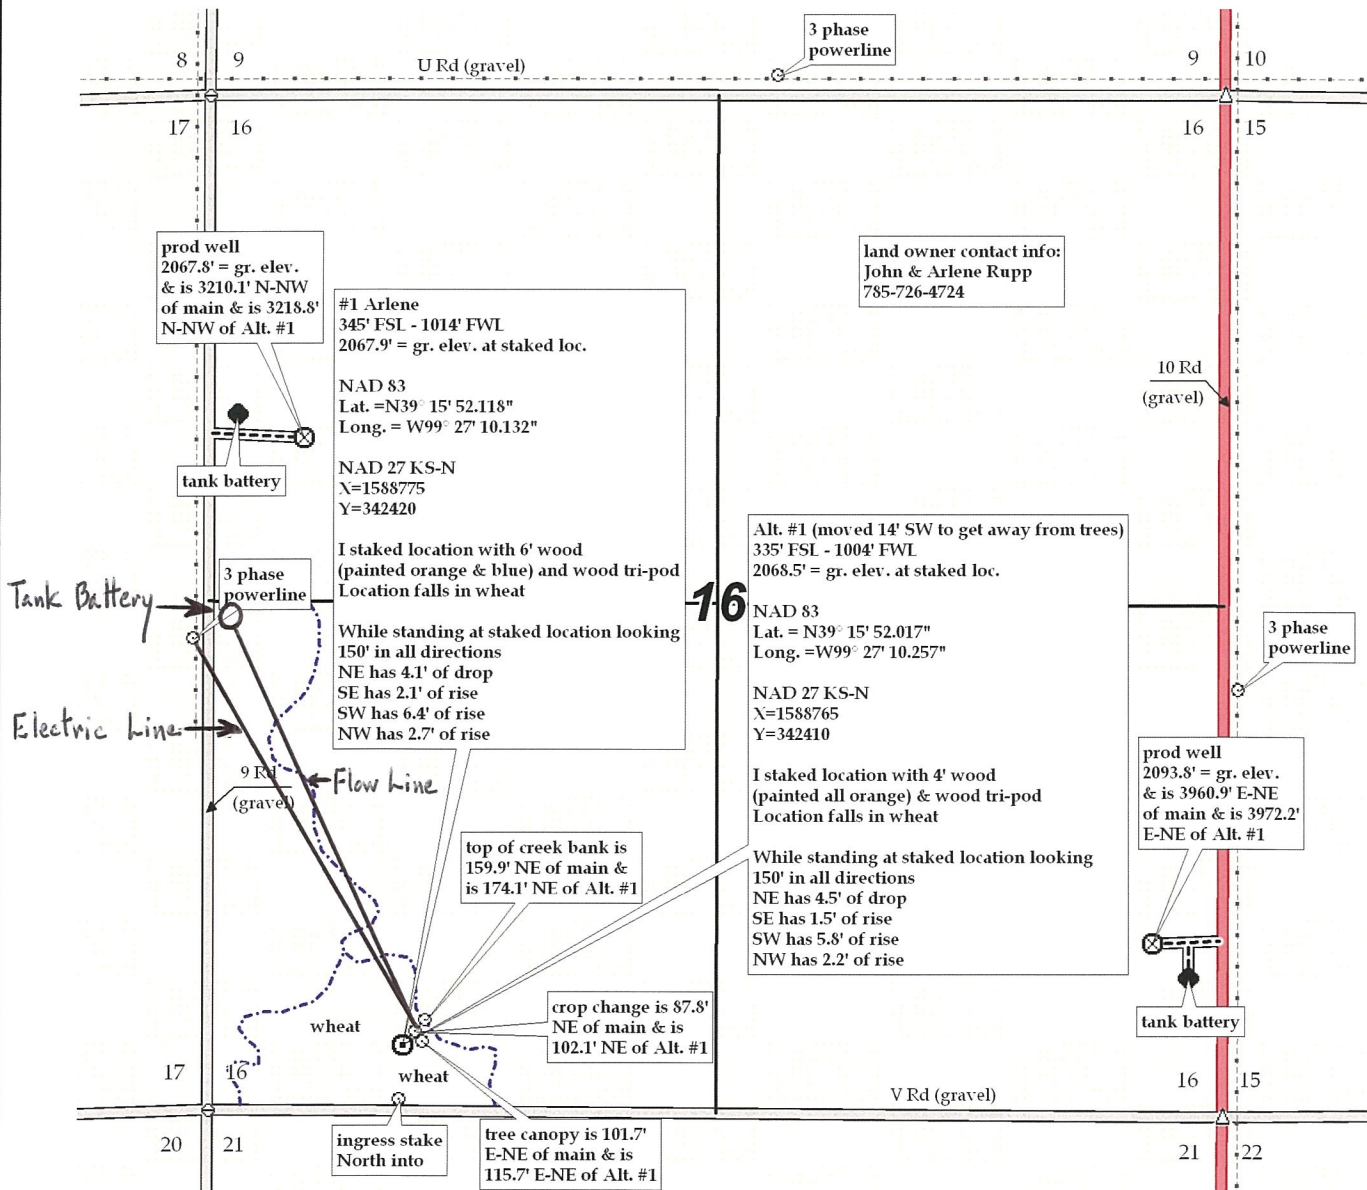 3 phase
powerline
8
9
U Rd (gravel)
9
10
17
16
16
15
prod well
2067.8' = gr. elev.
& is 3210.1' N-NW
of main & is 3218.8'
N-NW of Alt. #1
land owner contact info:
John & Arlene Rupp
785-726-4724
#1 Arlene
345' FSL - 1014' FWL
2067.9' = gr. elev. at staked loc.
NAD 83
Lat. =N39° 15' 52.118"
Long. = W99° 27' 10.132"
NAD 27 KS-N
X=1588775
Y=342420
I staked location with 6' wood
(painted orange & blue) and wood tri-pod
Location falls in wheat
While standing at staked location looking
150' in all directions
NE has 4.1' of drop
SE has 2.1' of rise
SW has 6.4' of rise
NW has 2.7' of rise
10 Rd
(gravel)
tank battery
Alt. #1 (moved 14' SW to get away from trees)
335' FSL - 1004' FWL
2068.5' = gr. elev. at staked loc.
NAD 83
Lat. = N39° 15' 52.017"
Long. =W99° 27' 10.257"
NAD 27 KS-N
X=1588765
Y=342410
I staked location with 4' wood
(painted all orange) & wood tri-pod
Location falls in wheat
While standing at staked location looking
150' in all directions
NE has 4.5' of drop
SE has 1.5' of rise
SW has 5.8' of rise
NW has 2.2' of rise
3 phase
powerline
Tank Battery
16
3 phase
powerline
Electric Line
9 Rd
(gravel)
Flow Line
prod well
2093.8' = gr. elev.
& is 3960.9' E-NE
of main & is 3972.2'
E-NE of Alt. #1
top of creek bank is
159.9' NE of main &
is 174.1' NE of Alt. #1
crop change is 87.8'
NE of main & is
102.1' NE of Alt. #1
wheat
tank battery
wheat
17
16
16
15
V Rd (gravel)
ingress stake
North into
tree canopy is 101.7'
E-NE of main & is
115.7' E-NE of Alt. #1
20
21
21
22